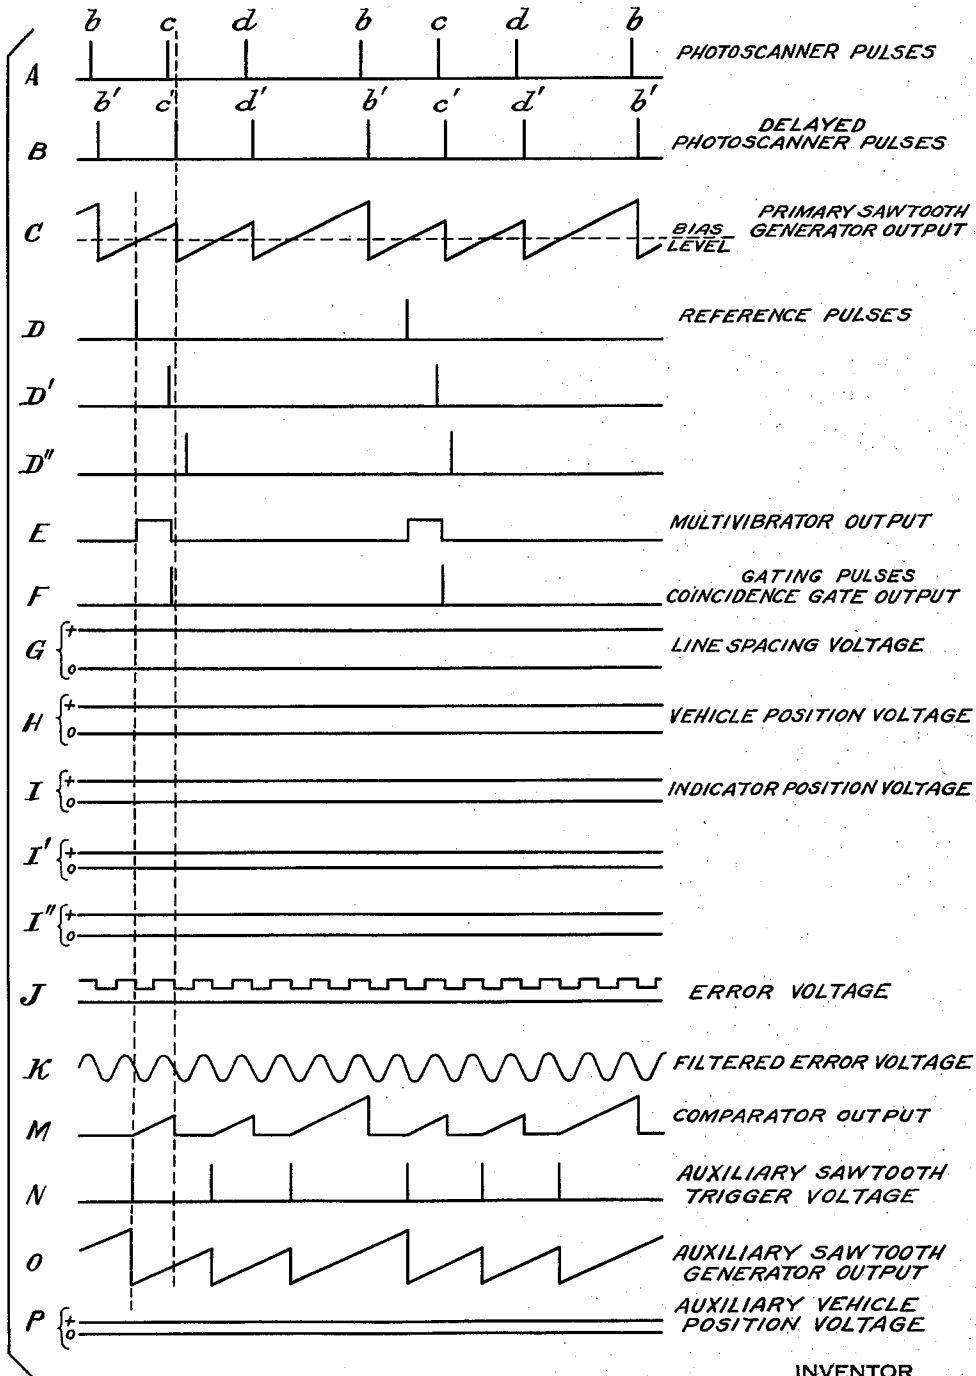 b c d b c d b
A PHOTOSCANNER PULSES
b' c' d' b' c' d' b'
B DELAYED
PHOTOSCANNER PULSES
C PRIMARY SAWTOOTH
GENERATOR OUTPUT
BIAS
LEVEL
D REFERENCE PULSES
D'
D"
E MULTIVIBRATOR OUTPUT
F GATING PULSES
COINCIDENCE GATE OUTPUT
G + LINE SPACING VOLTAGE
0
H + VEHICLE POSITION VOLTAGE
0
I + INDICATOR POSITION VOLTAGE
0
I' +
0
I" +
0
J ERROR VOLTAGE
K FILTERED ERROR VOLTAGE
M COMPARATOR OUTPUT
N AUXILIARY SAWTOOTH
TRIGGER VOLTAGE
O AUXILIARY SAWTOOTH
GENERATOR OUTPUT
P + AUXILIARY VEHICLE
0 POSITION VOLTAGE
INVENTOR